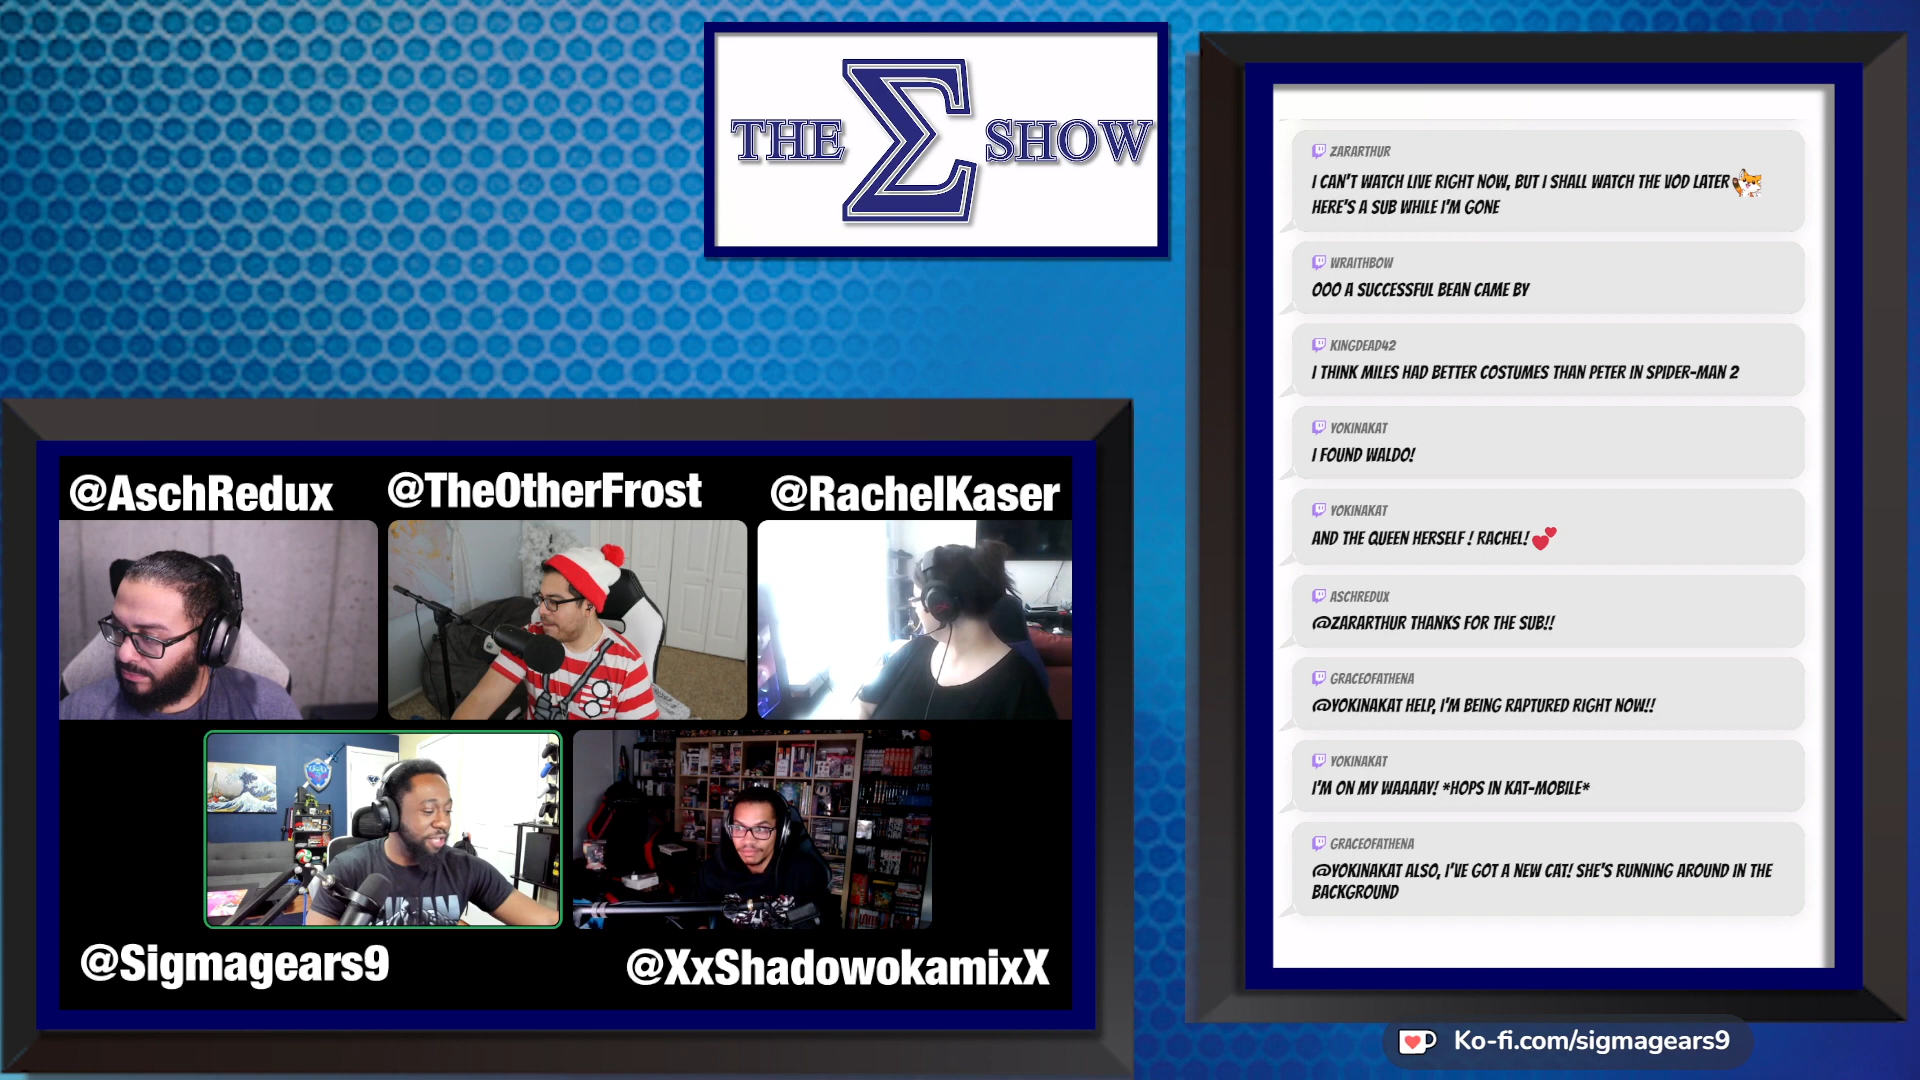 THE Σ SHOW
@AschRedux
@TheOtherFrost
@RachelKaser
@Sigmagears9
@XxShadowokamixX
ZARARTHUR
I CAN'T WATCH LIVE RIGHT NOW, BUT I SHALL WATCH THE VOD LATER
HERE'S A SUB WHILE I'M GONE
WRAITHBOW
OOO A SUCCESSFUL BEAN CAME BY
KINGDEAD42
I THINK MILES HAD BETTER COSTUMES THAN PETER IN SPIDER-MAN 2
YOKINAKAT
I FOUND WALDO!
YOKINAKAT
AND THE QUEEN HERSELF ! RACHEL!
ASCHREDUX
@ZARARTHUR THANKS FOR THE SUB!!
GRACEOFATHENA
@YOKINAKAT HELP, I'M BEING RAPTURED RIGHT NOW!!
YOKINAKAT
I'M ON MY WAAAAY! *HOPS IN KAT-MOBILE*
GRACEOFATHENA
@YOKINAKAT ALSO, I'VE GOT A NEW CAT! SHE'S RUNNING AROUND IN THE
BACKGROUND
Ko-fi.com/sigmagears9